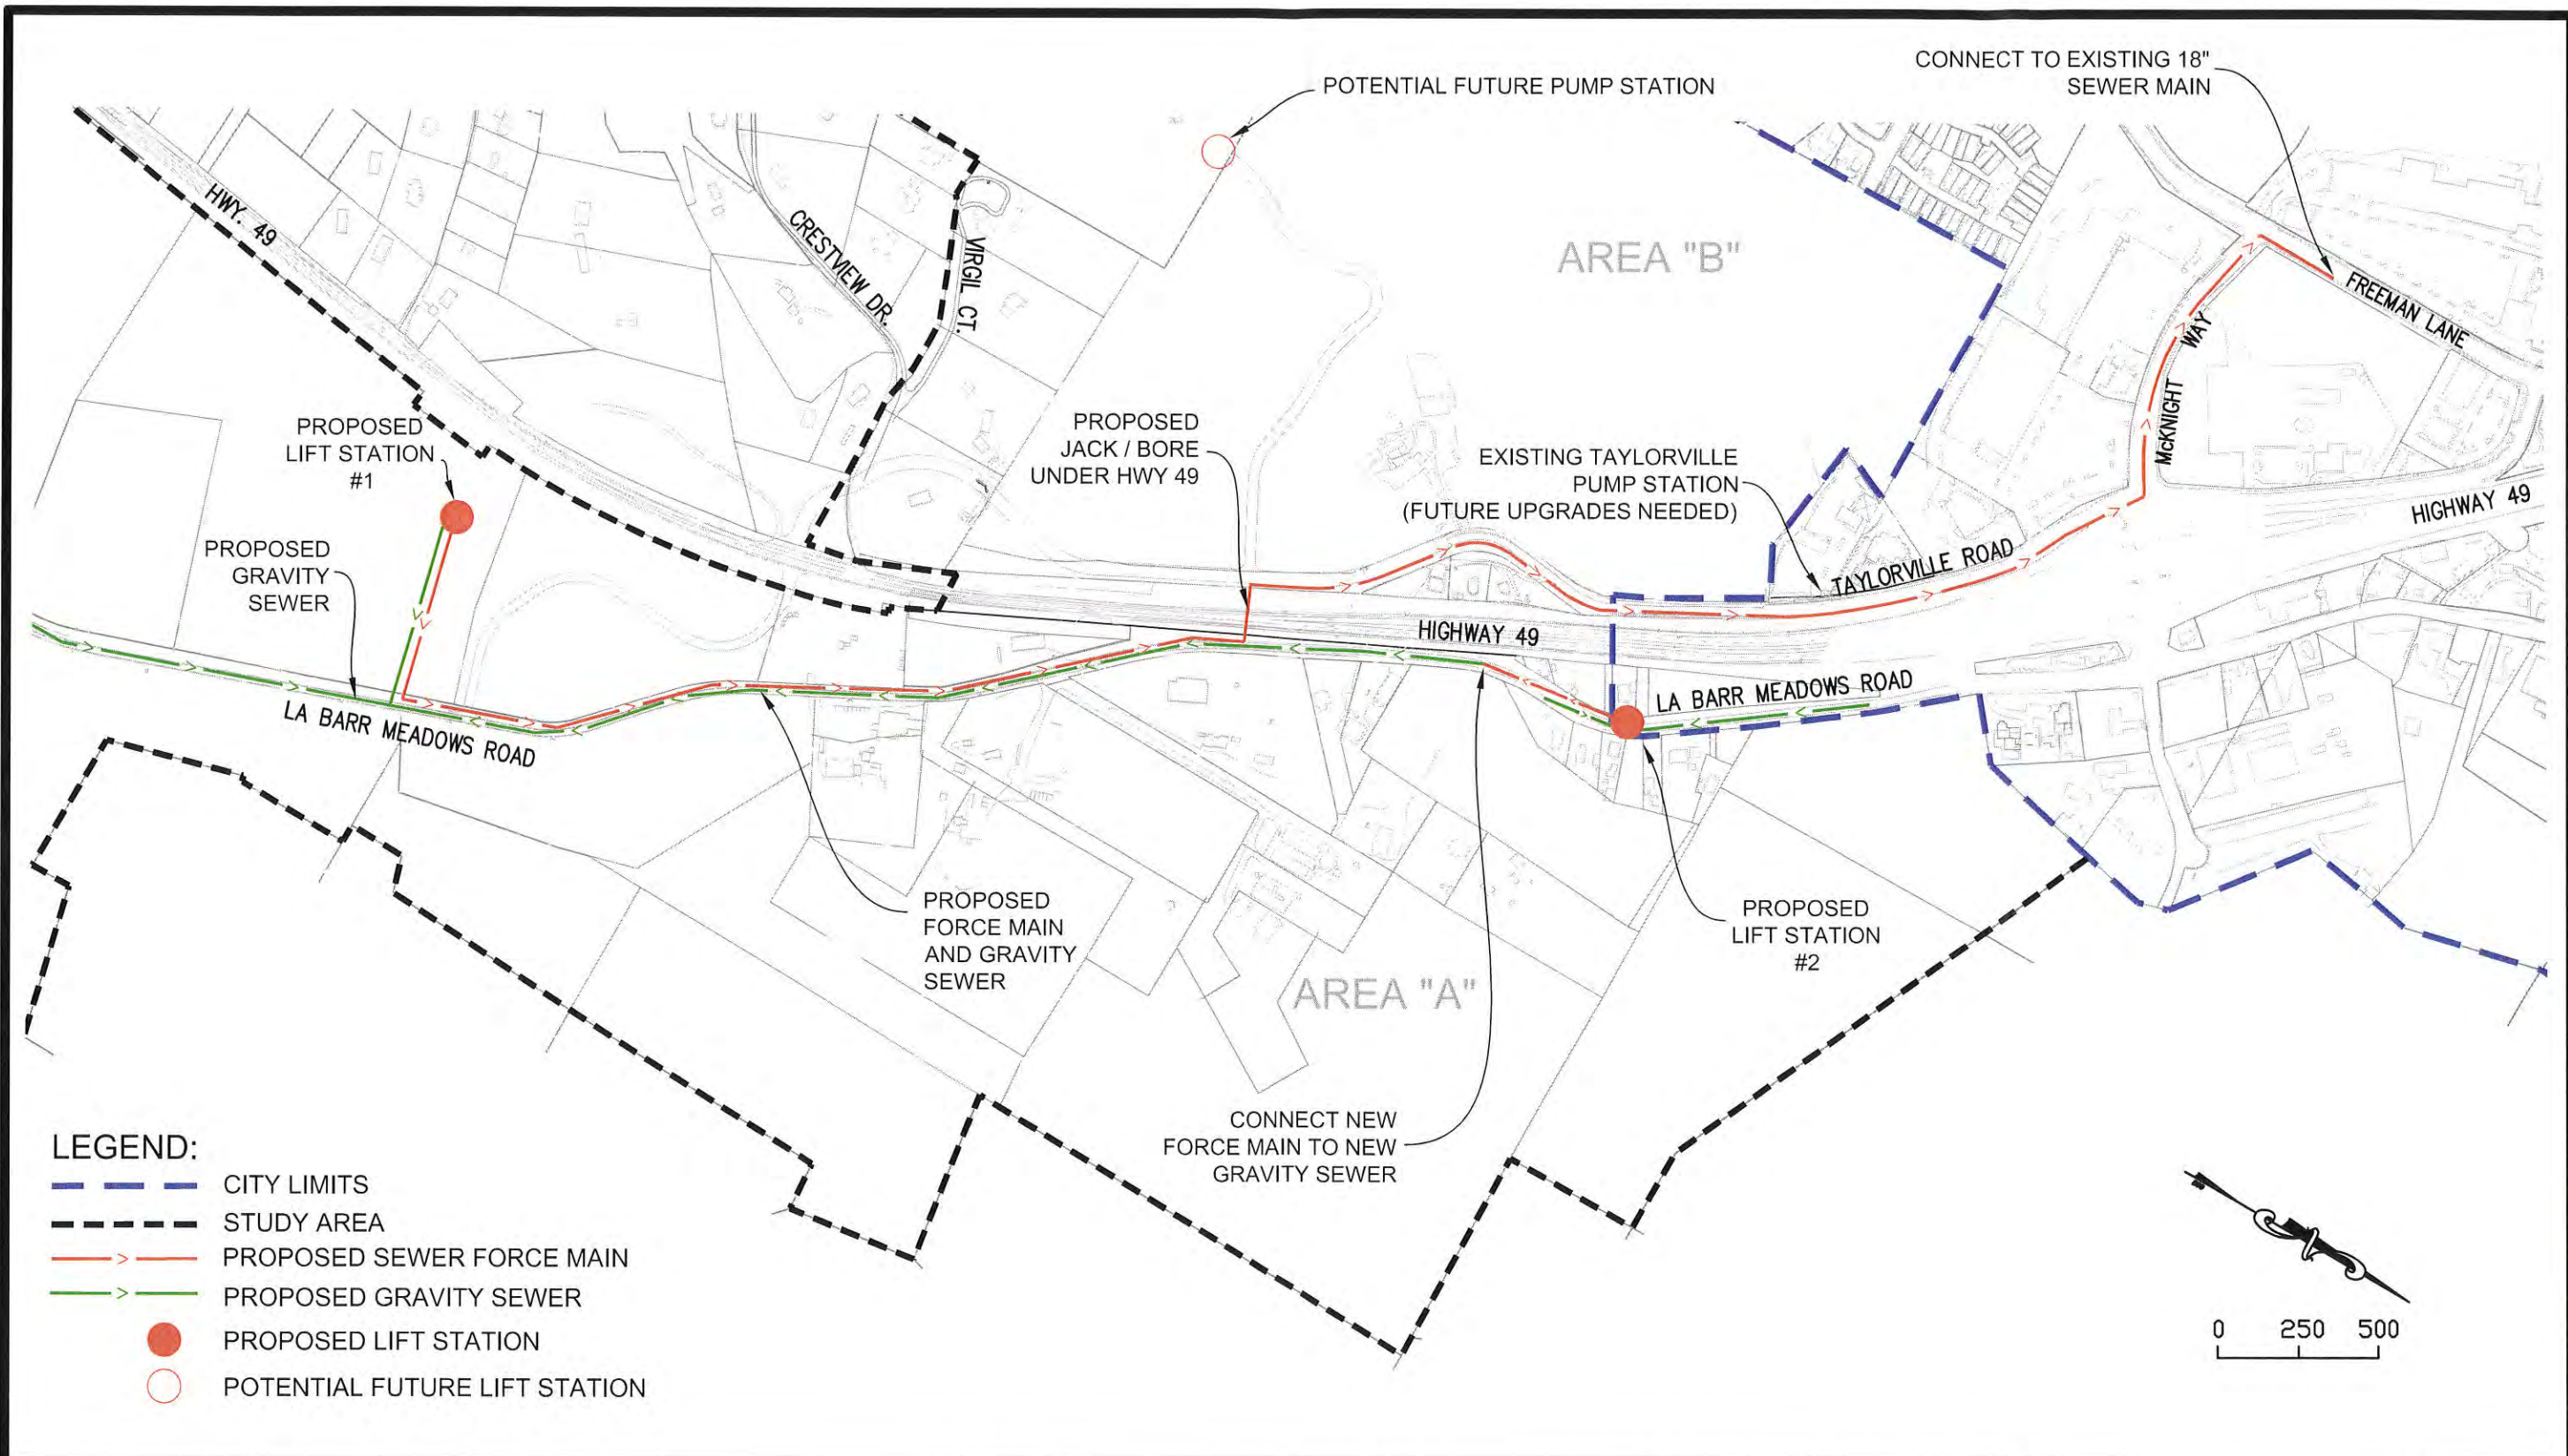 CONNECT TO EXISTING 18"
SEWER MAIN
POTENTIAL FUTURE PUMP STATION
HWY. 49
CRESTVIEW DR.
VIRGIL CT.
AREA "B"
FREEMAN LANE
McKNIGHT WAY
PROPOSED
LIFT STATION
#1
PROPOSED
JACK / BORE
UNDER HWY 49
EXISTING TAYLORVILLE
PUMP STATION
(FUTURE UPGRADES NEEDED)
HIGHWAY 49
PROPOSED
GRAVITY
SEWER
TAYLORVILLE ROAD
HIGHWAY 49
LA BARR MEADOWS ROAD
LA BARR MEADOWS ROAD
PROPOSED
FORCE MAIN
AND GRAVITY
SEWER
PROPOSED
LIFT STATION
#2
AREA "A"
CONNECT NEW
FORCE MAIN TO NEW
GRAVITY SEWER
LEGEND:
CITY LIMITS
STUDY AREA
PROPOSED SEWER FORCE MAIN
PROPOSED GRAVITY SEWER
PROPOSED LIFT STATION
POTENTIAL FUTURE LIFT STATION
0 250 500